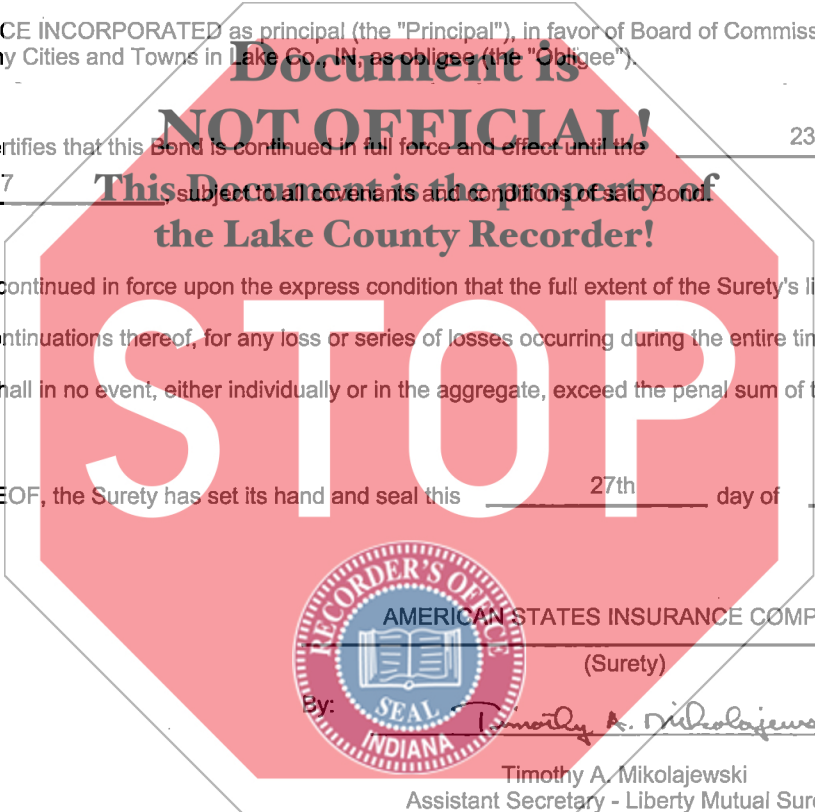 CE INCORPORATED as principal (the "Principal"), in favor of Board of Commiss
y Cities and Towns in Lake Co., IN, as obligee (the "Obligee").
Document is
NOT OFFICIAL!
rtifies that this Bond is continued in full force and effect until the 23
7 , subject to all covenants and conditions of said Bond.
This Document is the property of
the Lake County Recorder!
continued in force upon the express condition that the full extent of the Surety's li
ntinuations thereof, for any loss or series of losses occurring during the entire tim
hall in no event, either individually or in the aggregate, exceed the penal sum of t
STOP
EOF, the Surety has set its hand and seal this 27th day of
RECORDER'S OFFICE
SEAL
INDIANA
AMERICAN STATES INSURANCE COMP
(Surety)
By: Timothy A. Mikolajews
Timothy A. Mikolajewski
Assistant Secretary - Liberty Mutual Sure